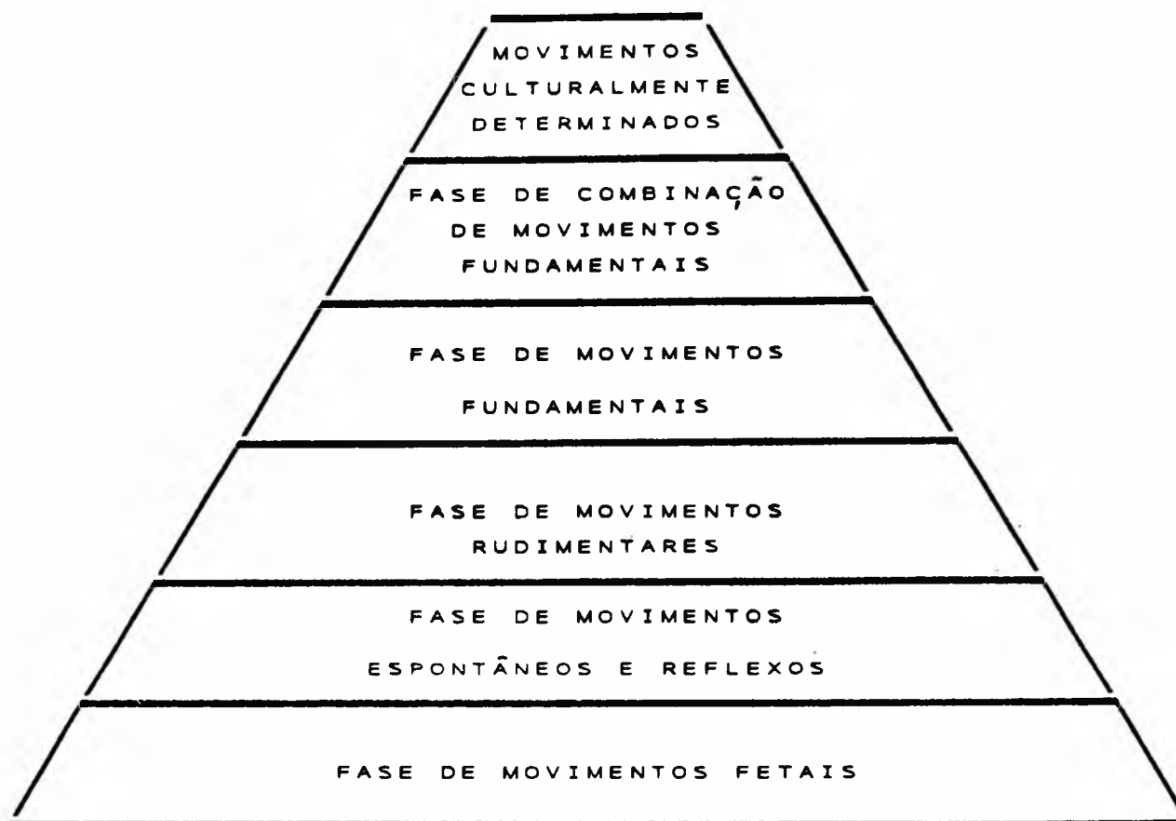 MOVIMENTOS
CULTURALMENTE
DETERMINADOS
FASE DE COMBINAÇÃO
DE MOVIMENTOS
FUNDAMENTAIS
FASE DE MOVIMENTOS
FUNDAMENTAIS
FASE DE MOVIMENTOS
RUDIMENTARES
FASE DE MOVIMENTOS
ESPONTÂNEOS E REFLEXOS
FASE DE MOVIMENTOS FETAIS